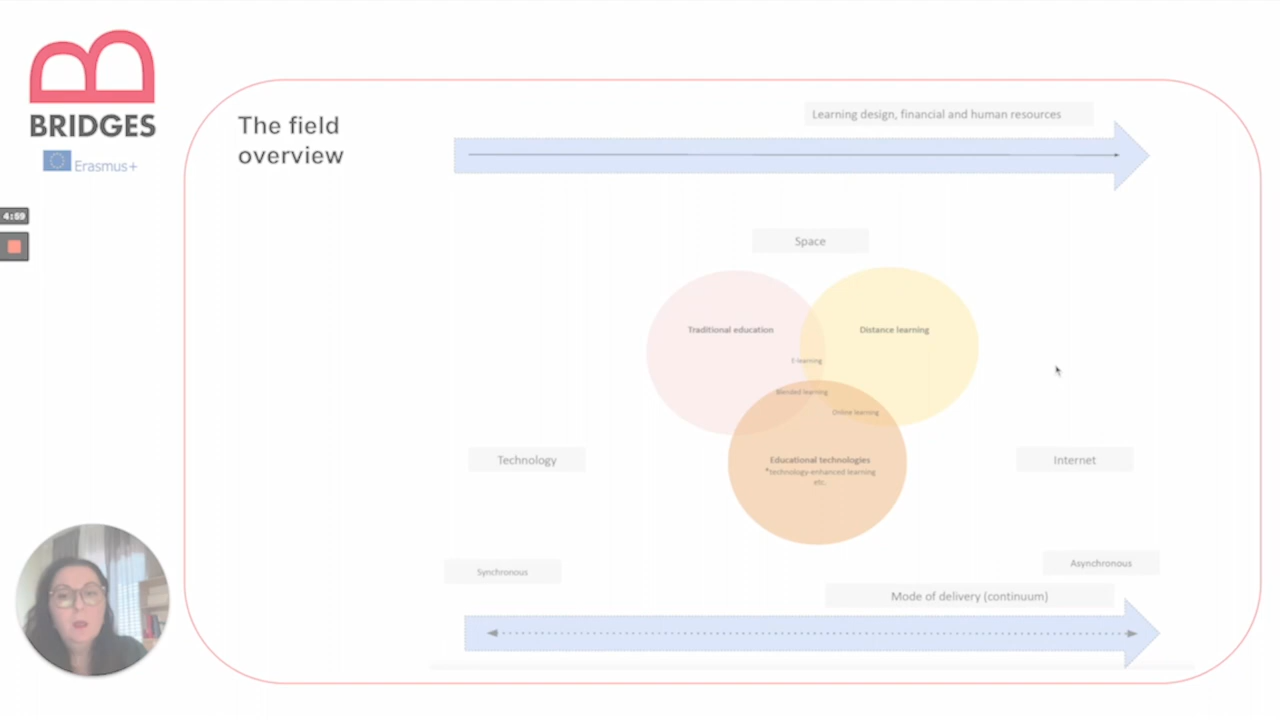 BRIDGES
Erasmus+
4:59
The field
overview
Learning design, financial and human resources
Space
Traditional education
Distance learning
E-learning
Blended learning
Online learning
Educational technologies
*technology-enhanced learning
etc.
Technology
Internet
Synchronous
Asynchronous
Mode of delivery (continuum)